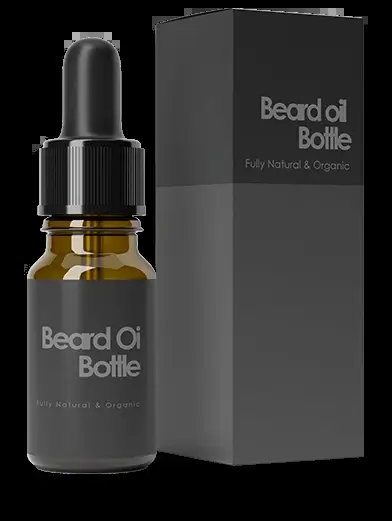 Beard oil
Bottle
Fully Natural & Organic
Beard Oi
Bottle
Fully Natural & Organic